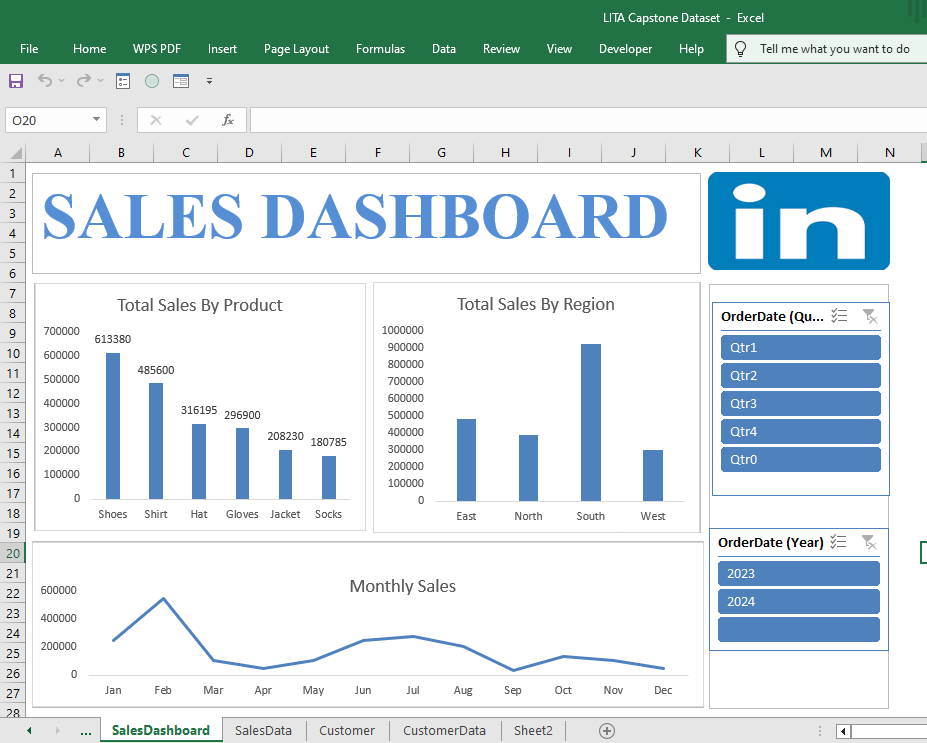 LITA Capstone Dataset - Excel
File Home WPS PDF Insert Page Layout Formulas Data Review View Developer Help Tell me what you want to do
O20 fx
A B C D E F G H I J K L M N
1
2
3
4
5
6
7
8
9
10
11
12
13
14
15
16
17
18
19
20
21
22
23
24
25
26
27
28
SALES DASHBOARD
in
Total Sales By Product
700000
600000
500000
400000
300000
200000
100000
0
613380
485600
316195
296900
208230
180785
Shoes Shirt Hat Gloves Jacket Socks
Total Sales By Region
1000000
900000
800000
700000
600000
500000
400000
300000
200000
100000
0
East North South West
OrderDate (Qu...
Qtr1
Qtr2
Qtr3
Qtr4
Qtr0
OrderDate (Year)
2023
2024
Monthly Sales
600000
400000
200000
0
Jan Feb Mar Apr May Jun Jul Aug Sep Oct Nov Dec
... SalesDashboard SalesData Customer CustomerData Sheet2